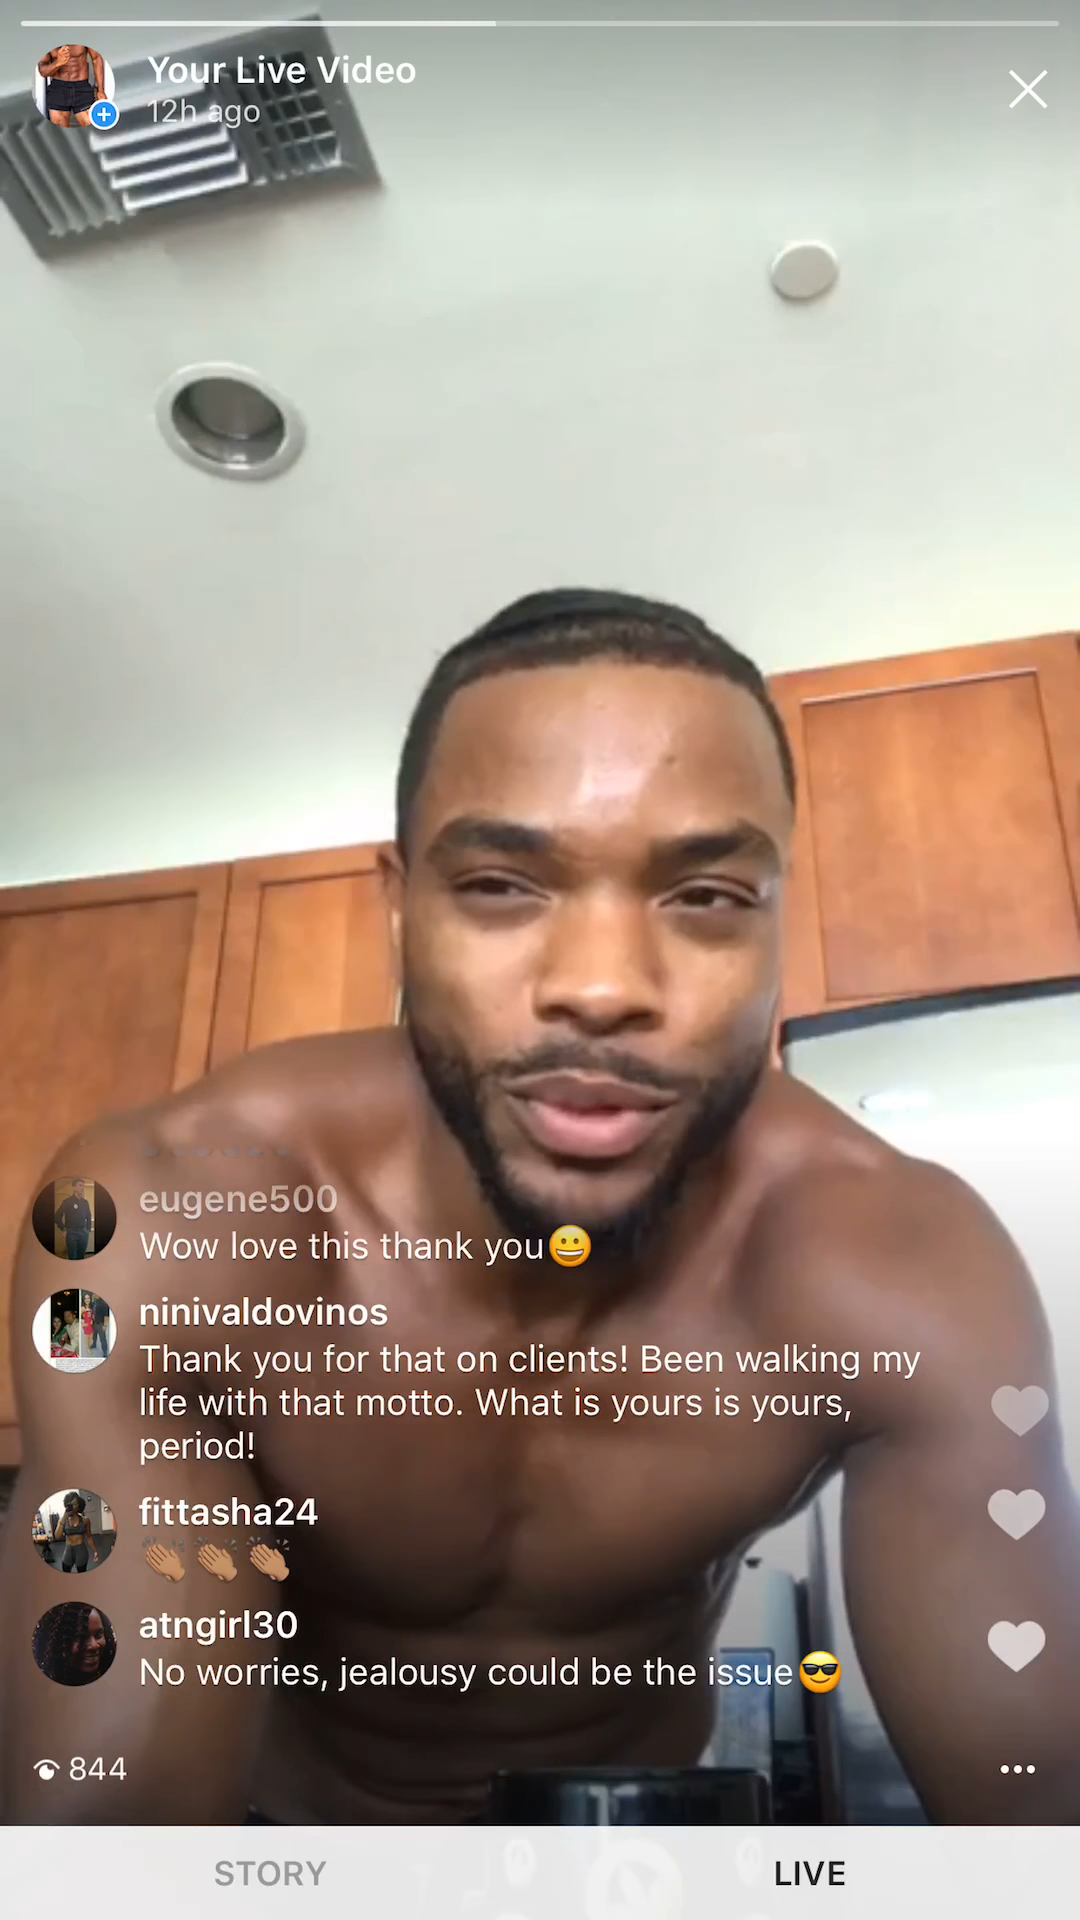 Your Live Video
12h ago
eugene500
Wow love this thank you😀
ninivaldovinos
Thank you for that on clients! Been walking my
life with that motto. What is yours is yours,
period!
fittasha24
👏🏽👏🏽👏🏽
atngirl30
No worries, jealousy could be the issue😎
844
STORY
LIVE